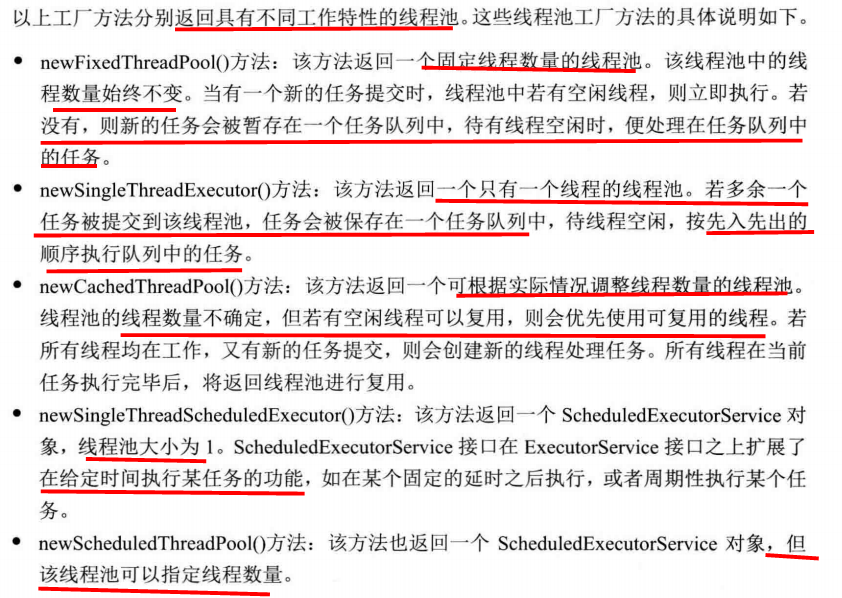 以上工厂方法分别返回具有不同工作特性的线程池。这些线程池工厂方法的具体说明如下。
● newFixedThreadPool()方法：该方法返回一个固定线程数量的线程池。该线程池中的线
程数量始终不变。当有一个新的任务提交时，线程池中若有空闲线程，则立即执行。若
没有，则新的任务会被暂存在一个任务队列中，待有线程空闲时，便处理在任务队列中
的任务。
● newSingleThreadExecutor()方法：该方法返回一个只有一个线程的线程池。若多余一个
任务被提交到该线程池，任务会被保存在一个任务队列中，待线程空闲，按先入先出的
顺序执行队列中的任务。
● newCachedThreadPool()方法：该方法返回一个可根据实际情况调整线程数量的线程池。
线程池的线程数量不确定，但若有空闲线程可以复用，则会优先使用可复用的线程。若
所有线程均在工作，又有新的任务提交，则会创建新的线程处理任务。所有线程在当前
任务执行完毕后，将返回线程池进行复用。
● newSingleThreadScheduledExecutor()方法：该方法返回一个 ScheduledExecutorService 对
象，线程池大小为 1。ScheduledExecutorService 接口在 ExecutorService 接口之上扩展了
在给定时间执行某任务的功能，如在某个固定的延时之后执行，或者周期性执行某个任
务。
● newScheduledThreadPool()方法：该方法也返回一个 ScheduledExecutorService 对象，但
该线程池可以指定线程数量。